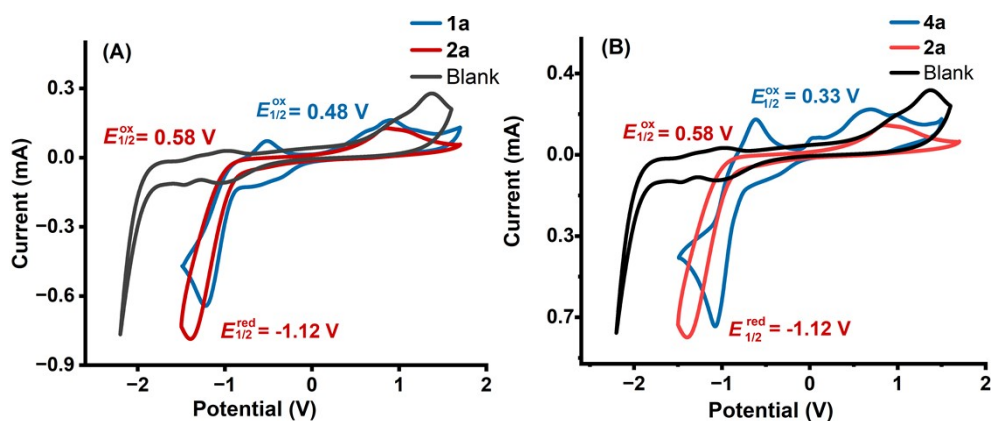 (A)
1a
2a
Blank
E1/2ox = 0.48 V
E1/2ox = 0.58 V
E1/2red = -1.12 V
0.3
0.0
−0.3
−0.6
−0.9
Current (mA)
−2
−1
0
1
2
Potential (V)
(B)
4a
2a
Blank
E1/2ox = 0.33 V
E1/2ox = 0.58 V
E1/2red = -1.12 V
0.4
0.0
0.3
0.7
Current (mA)
−2
−1
0
1
2
Potential (V)